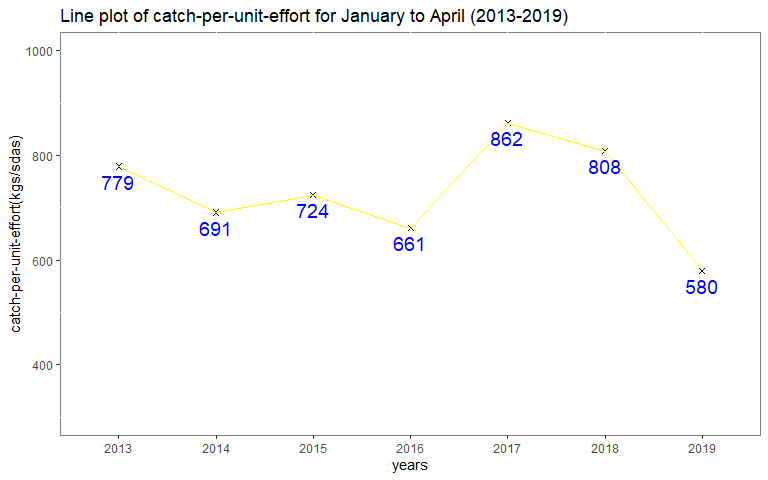 Line plot of catch-per-unit-effort for January to April (2013-2019)
1000
800
600
400
catch-per-unit-effort(kgs/sdas)
779
691
724
661
862
808
580
2013 2014 2015 2016 2017 2018 2019
years